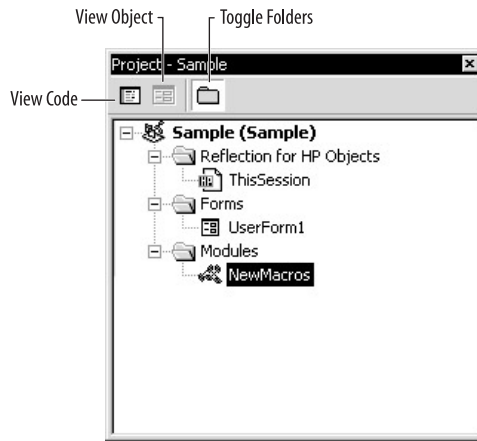 View Object
Toggle Folders
Project - Sample
View Code
Sample (Sample)
Reflection for HP Objects
ThisSession
Forms
UserForm1
Modules
NewMacros